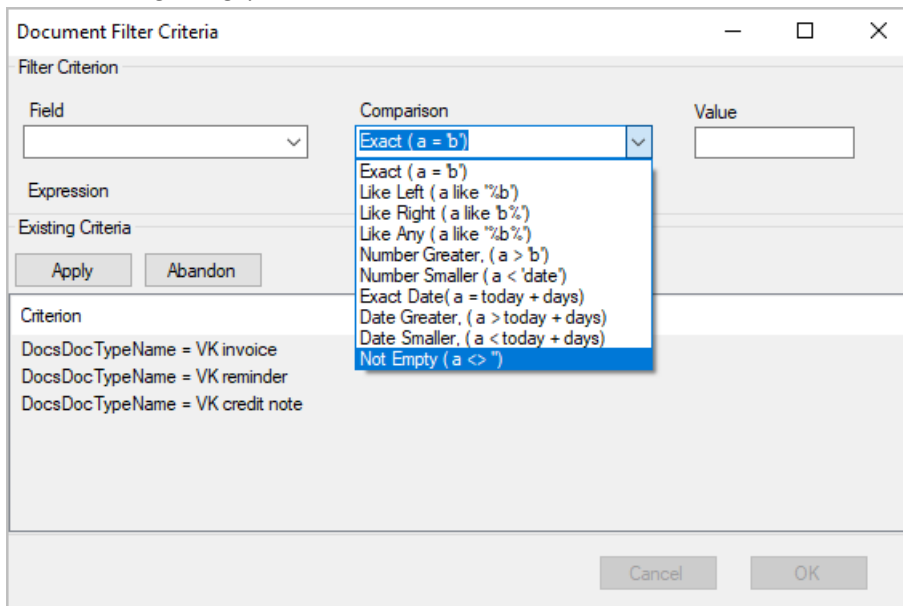 Document Filter Criteria
Filter Criterion
Field Comparison Value
Exact ( a = 'b')
Exact ( a = 'b')
Like Left ( a like "%b')
Like Right ( a like 'b%')
Like Any ( a like "%b%')
Number Greater, ( a > 'b')
Number Smaller ( a < 'date')
Exact Date( a = today + days)
Date Greater, ( a > today + days)
Date Smaller, ( a < today + days)
Not Empty ( a <> '')
Expression
Existing Criteria
Apply Abandon
Criterion
DocsDocTypeName = VK invoice
DocsDocTypeName = VK reminder
DocsDocTypeName = VK credit note
Cancel OK